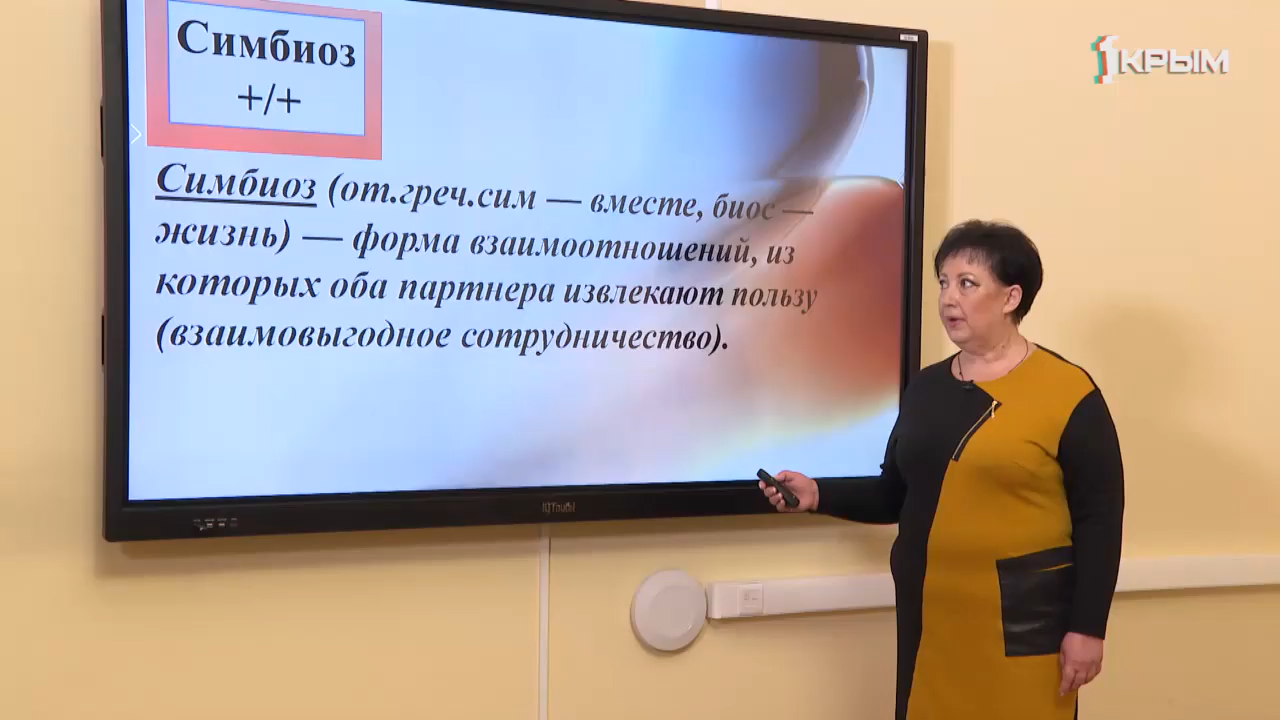 Симбиоз
+/+
1КРЫМ
Симбиоз (от.греч.сим — вместе, биос —
жизнь) — форма взаимоотношений, из
которых оба партнера извлекают пользу
(взаимовыгодное сотрудничество).
IQTouch